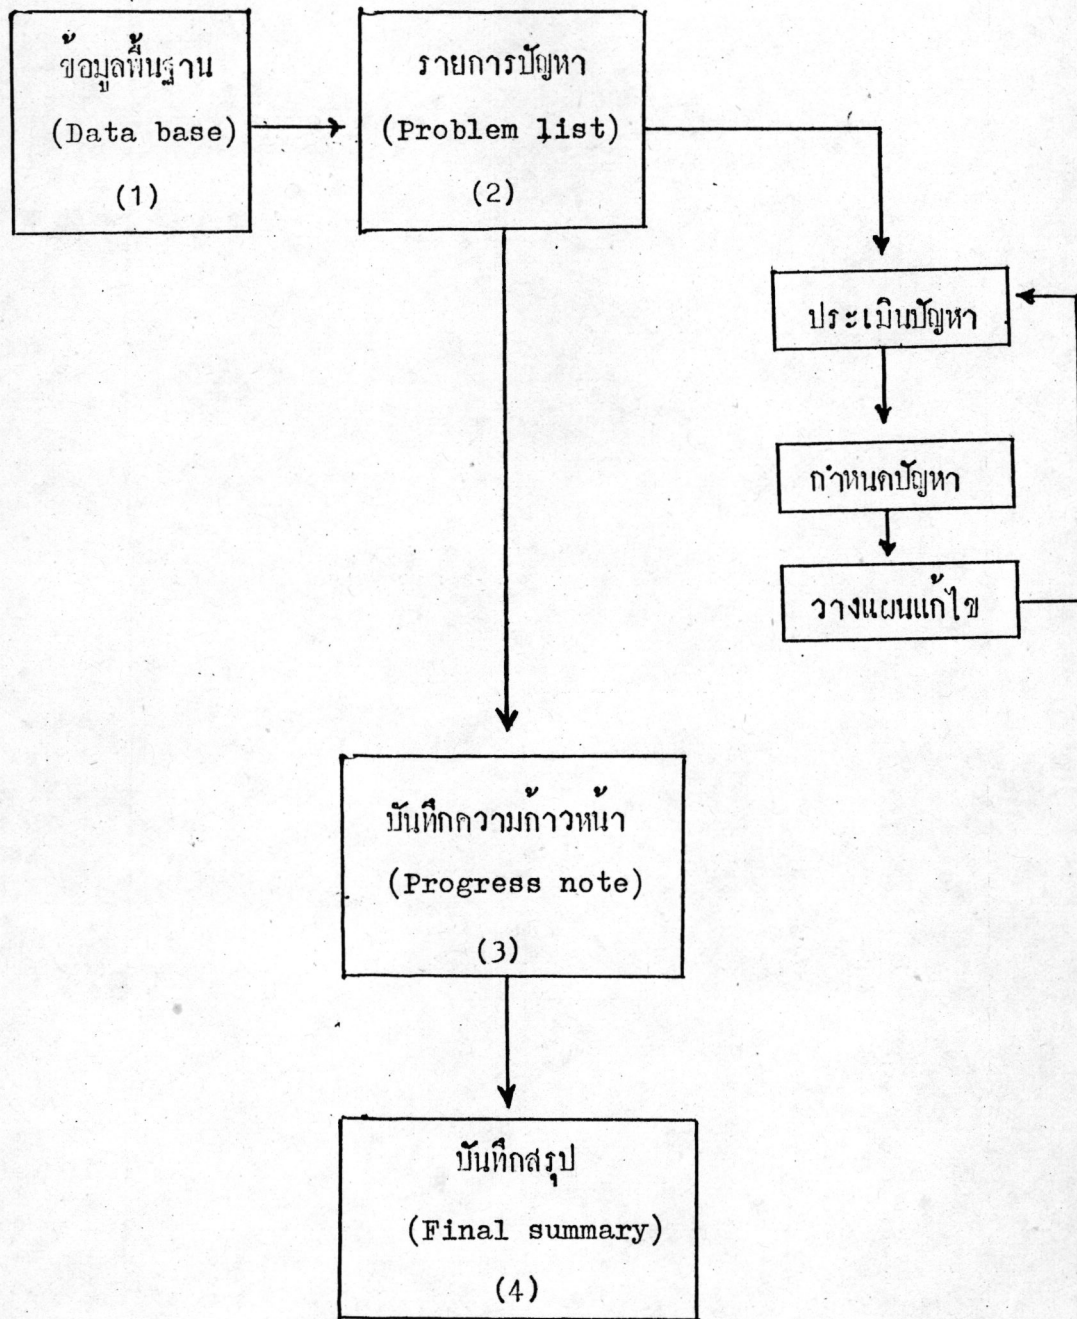 ข้อมูลพื้นฐาน
(Data base)
(1)
รายการปัญหา
(Problem list)
(2)
ประเมินปัญหา
กำหนดปัญหา
วางแผนแก้ไข
บันทึกความก้าวหน้า
(Progress note)
(3)
บันทึกสรุป
(Final summary)
(4)